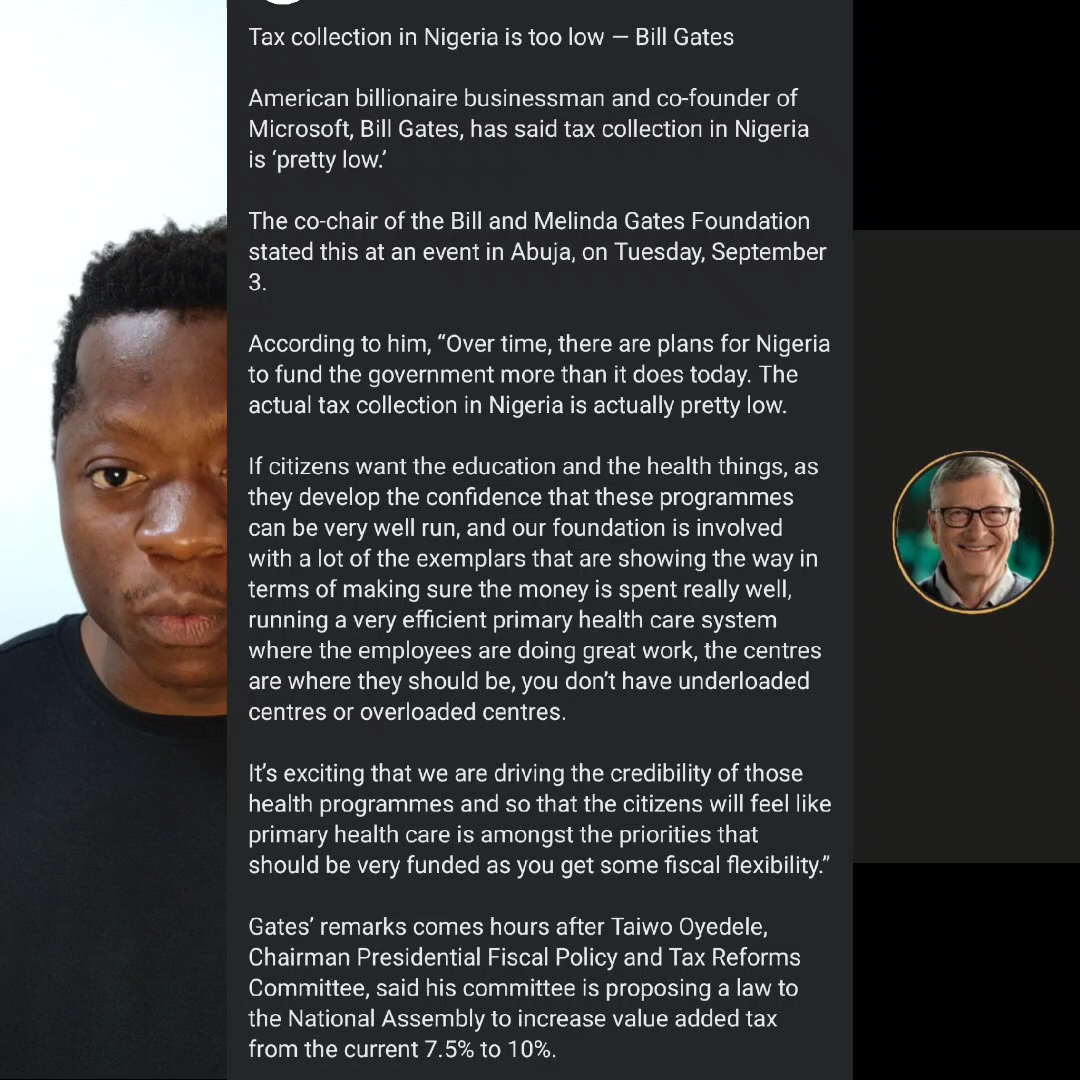 Tax collection in Nigeria is too low — Bill Gates
American billionaire businessman and co-founder of
Microsoft, Bill Gates, has said tax collection in Nigeria
is ‘pretty low.’
The co-chair of the Bill and Melinda Gates Foundation
stated this at an event in Abuja, on Tuesday, September
3.
According to him, “Over time, there are plans for Nigeria
to fund the government more than it does today. The
actual tax collection in Nigeria is actually pretty low.
If citizens want the education and the health things, as
they develop the confidence that these programmes
can be very well run, and our foundation is involved
with a lot of the exemplars that are showing the way in
terms of making sure the money is spent really well,
running a very efficient primary health care system
where the employees are doing great work, the centres
are where they should be, you don’t have underloaded
centres or overloaded centres.
It’s exciting that we are driving the credibility of those
health programmes and so that the citizens will feel like
primary health care is amongst the priorities that
should be very funded as you get some fiscal flexibility.”
Gates’ remarks comes hours after Taiwo Oyedele,
Chairman Presidential Fiscal Policy and Tax Reforms
Committee, said his committee is proposing a law to
the National Assembly to increase value added tax
from the current 7.5% to 10%.